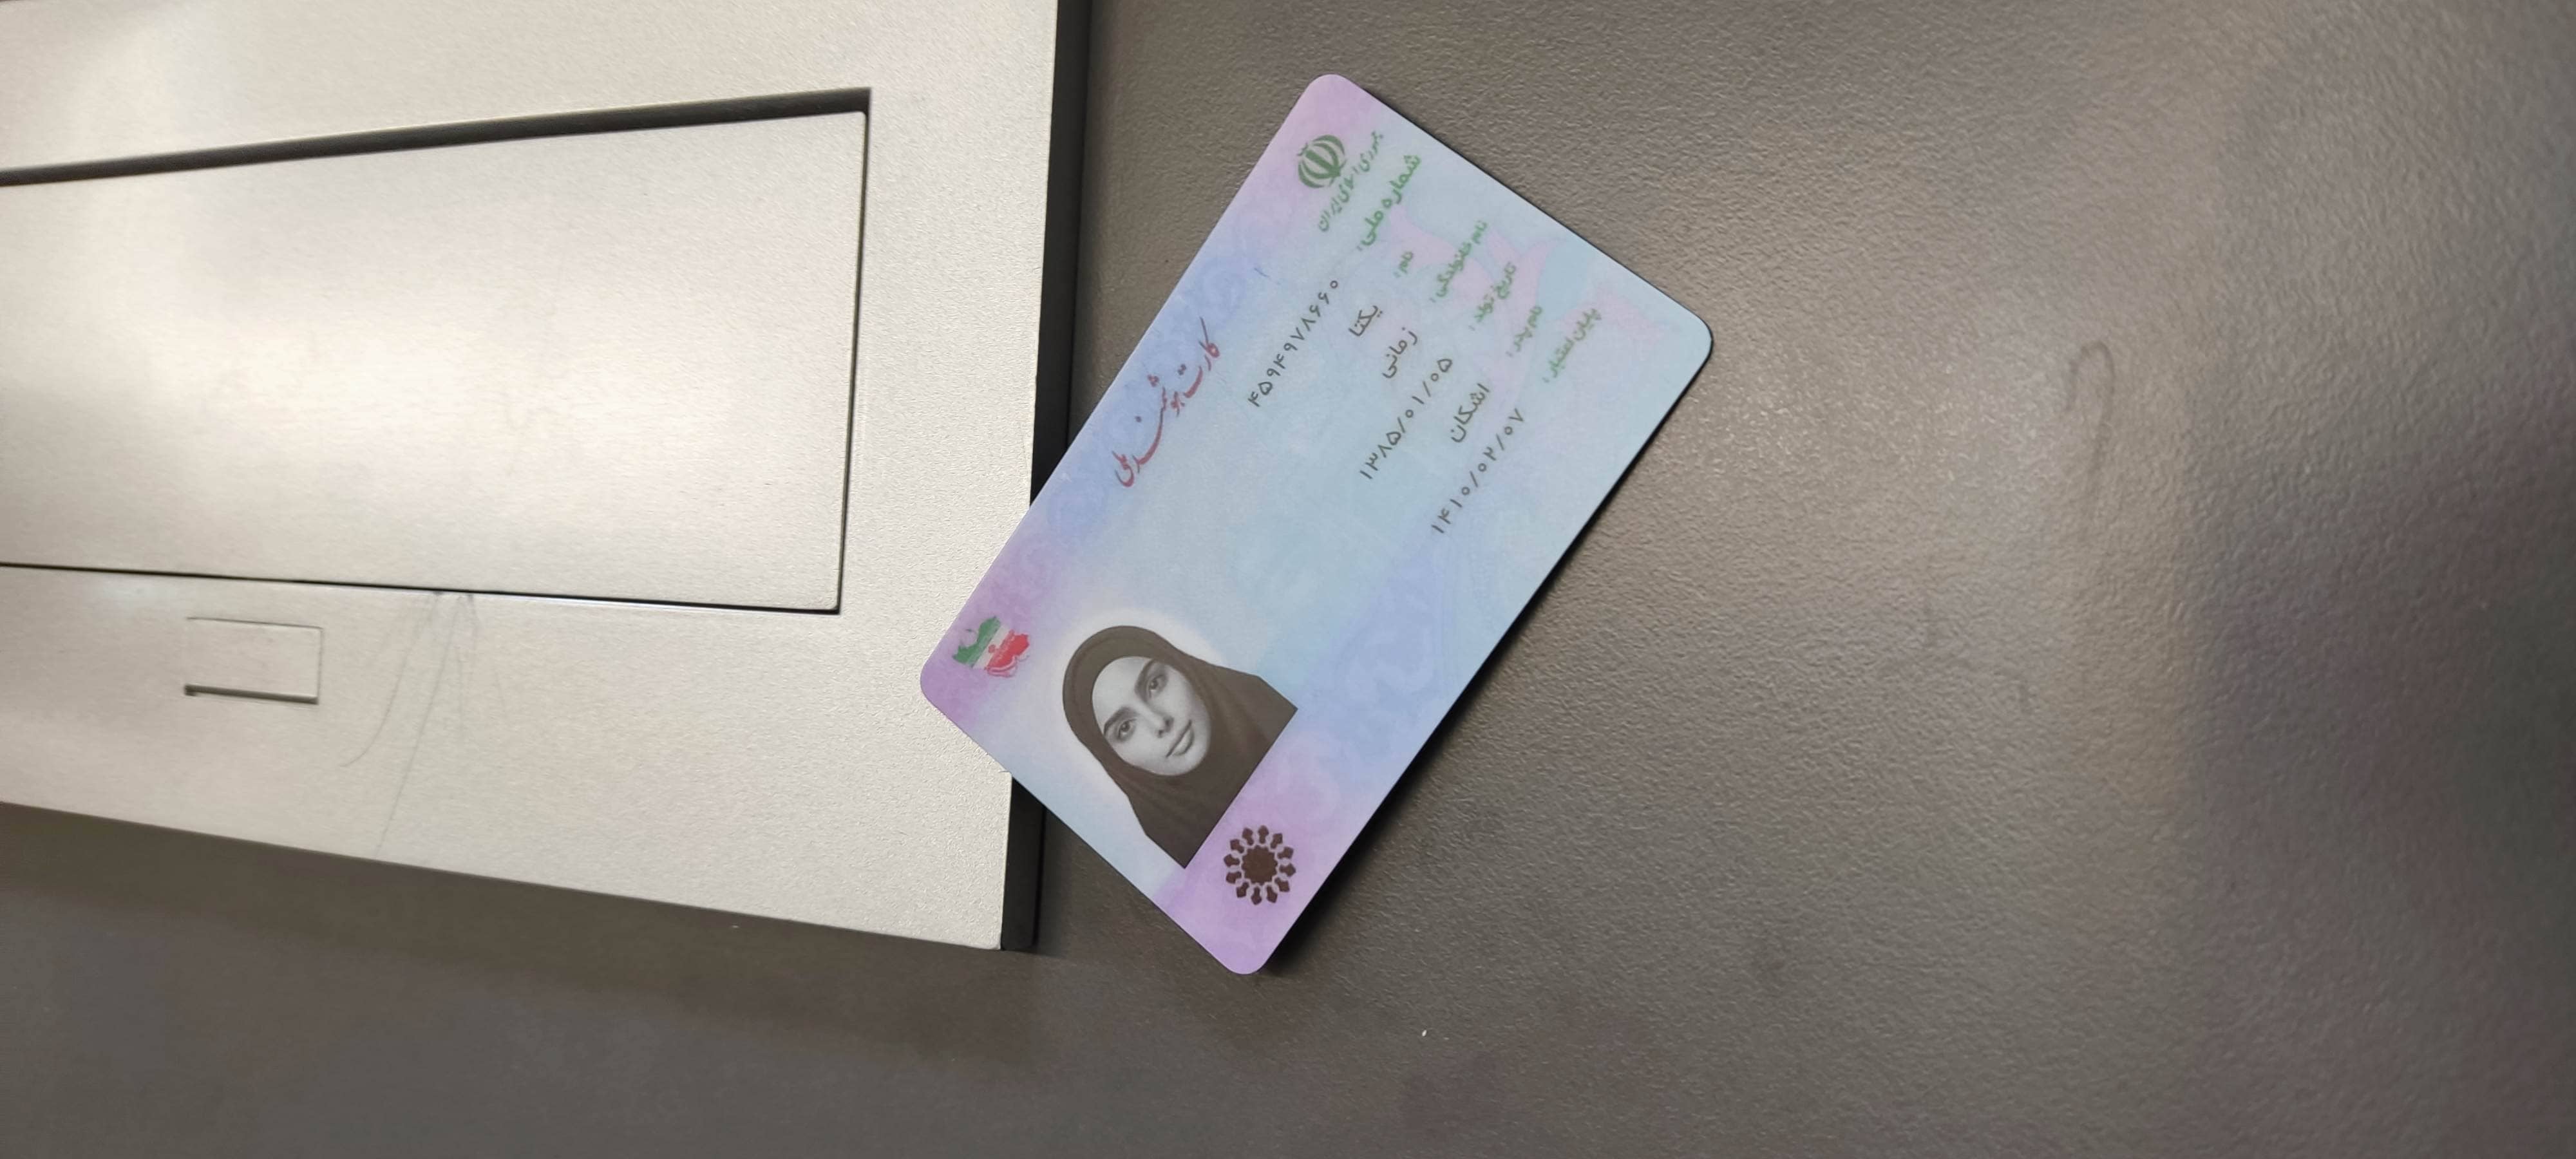 جمهوری اسلامی ایران
کارت هوشمند ملی
شماره ملی: ۴۵۹۴۹۷۸۶۶۰
نام: یکتا
نام خانوادگی: زمانی
تاریخ تولد: ۱۳۸۵/۰۱/۰۵
نام پدر: اشکان
پایان اعتبار: ۱۴۱۰/۰۲/۰۷